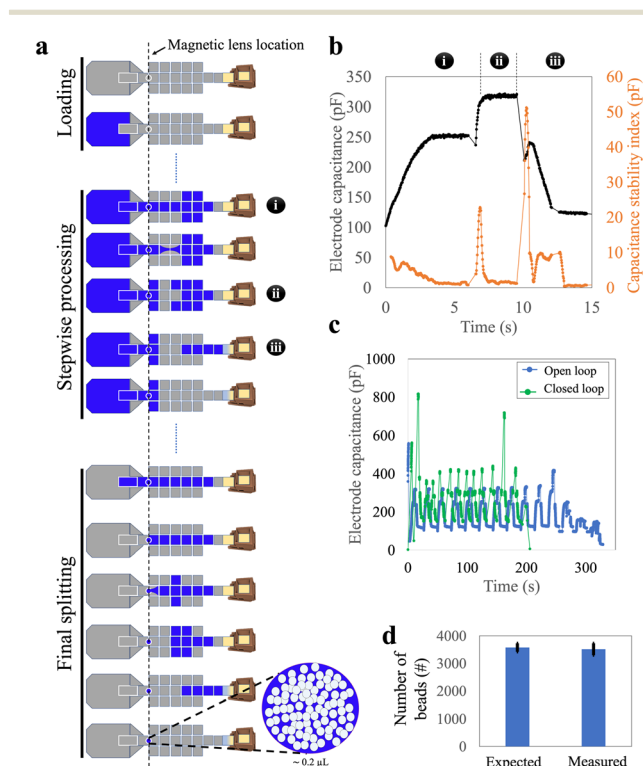 a
Magnetic lens location
Loading
Stepwise processing
i
ii
iii
Final splitting
~ 0.2 µL
b
i
ii
iii
Electrode capacitance (pF)
350
300
250
200
150
100
50
0
60
50
40
30
20
10
0
Capacitance stability index (pF)
0
5
10
15
Time (s)
c
Electrode capacitance (pF)
1000
800
600
400
200
0
Open loop
Closed loop
0
100
200
300
Time (s)
d
Number of
beads (#)
4000
3000
2000
1000
0
Expected
Measured